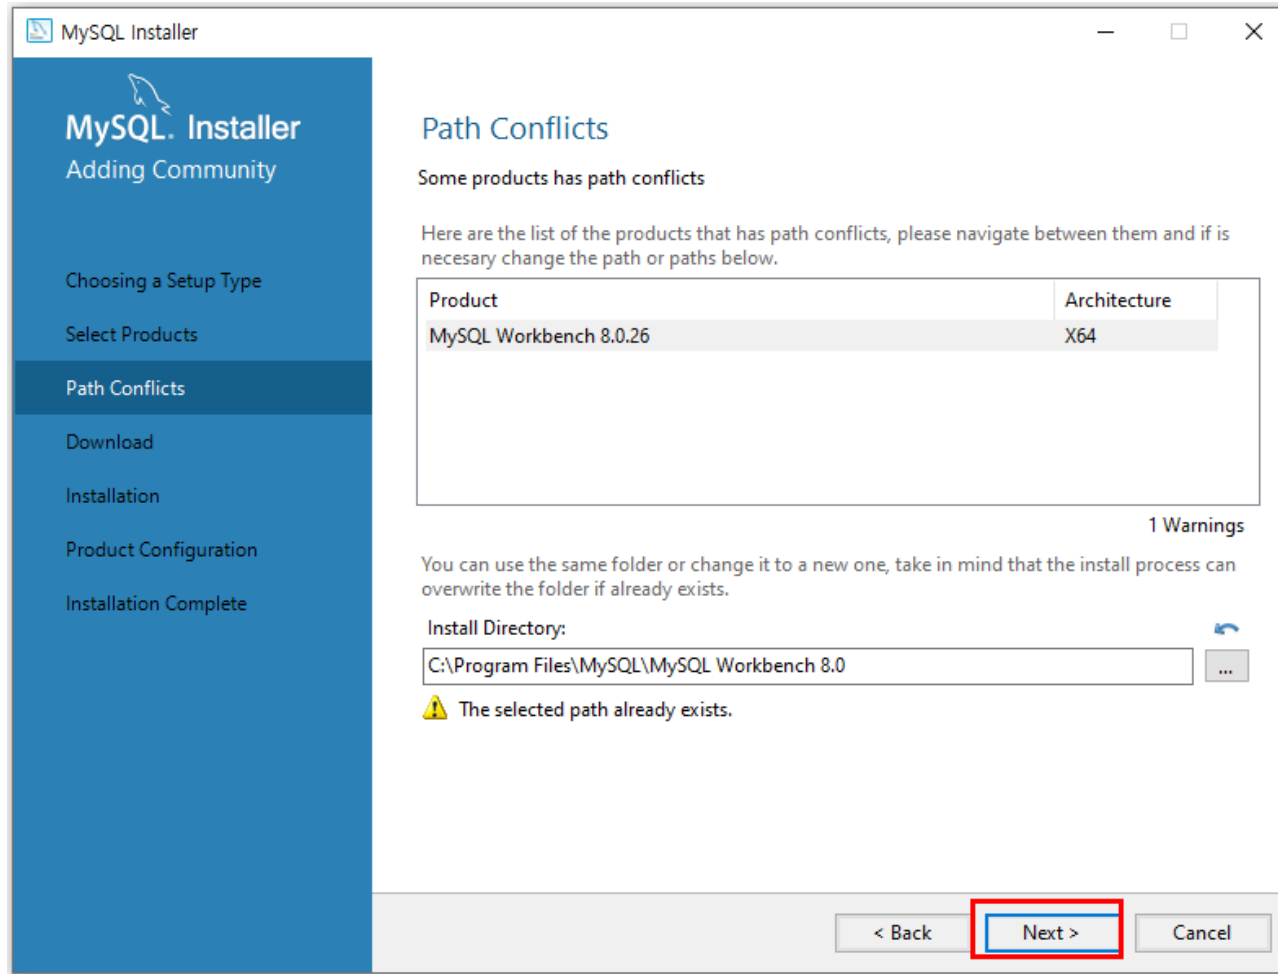 MySQL Installer
MySQL. Installer
Adding Community
Choosing a Setup Type
Select Products
Path Conflicts
Download
Installation
Product Configuration
Installation Complete
Path Conflicts
Some products has path conflicts
Here are the list of the products that has path conflicts, please navigate between them and if is
necesary change the path or paths below.
Product Architecture
MySQL Workbench 8.0.26 X64
1 Warnings
You can use the same folder or change it to a new one, take in mind that the install process can
overwrite the folder if already exists.
Install Directory:
C:\Program Files\MySQL\MySQL Workbench 8.0
...
The selected path already exists.
< Back Next > Cancel